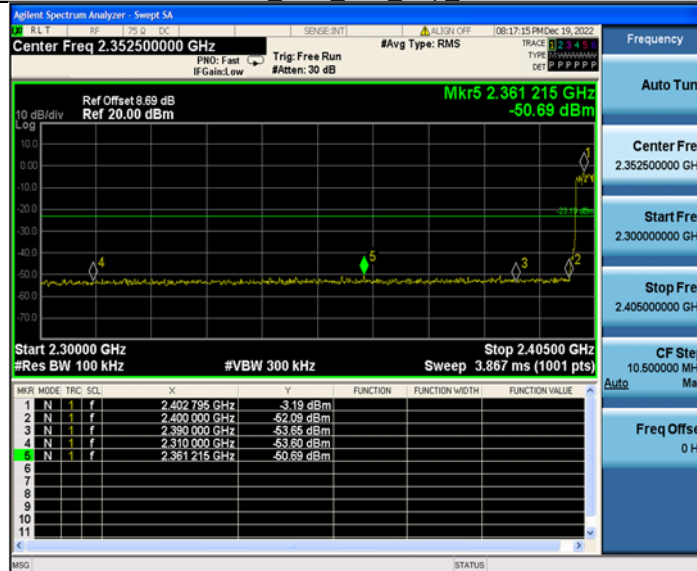 Agilent Spectrum Analyzer - Swept SA
RLT RF 75 Ω DC SENSE:INT ALIGN OFF 08:17:15 PM Dec 19, 2022
Center Freq 2.352500000 GHz
#Avg Type: RMS
TRACE 1 2 3 4 5 6
TYPE
DET P P P P P P
PNO: Fast
IFGain:Low
Trig: Free Run
#Atten: 30 dB
Mkr5 2.361 215 GHz
-50.69 dBm
Ref Offset 8.69 dB
10 dB/div Ref 20.00 dBm
Log
10.0
0.00
-10.0
-20.0
-30.0
-40.0
-50.0
-60.0
-70.0
1
-23.19 dBm
4
5
3
2
Start 2.30000 GHz Stop 2.40500 GHz
#Res BW 100 kHz #VBW 300 kHz Sweep 3.867 ms (1001 pts)
MKR MODE TRC SCL X Y FUNCTION FUNCTION WIDTH FUNCTION VALUE
1 N 1 f 2.402 795 GHz -3.19 dBm
2 N 1 f 2.400 000 GHz -52.09 dBm
3 N 1 f 2.390 000 GHz -53.65 dBm
4 N 1 f 2.310 000 GHz -53.60 dBm
5 N 1 f 2.361 215 GHz -50.69 dBm
6
7
8
9
10
11
MSG STATUS
Frequency
Auto Tun
Center Fre
2.352500000 GH
Start Fre
2.300000000 GH
Stop Fre
2.405000000 GH
CF Ste
10.500000 MH
Auto Ma
Freq Offse
0 H